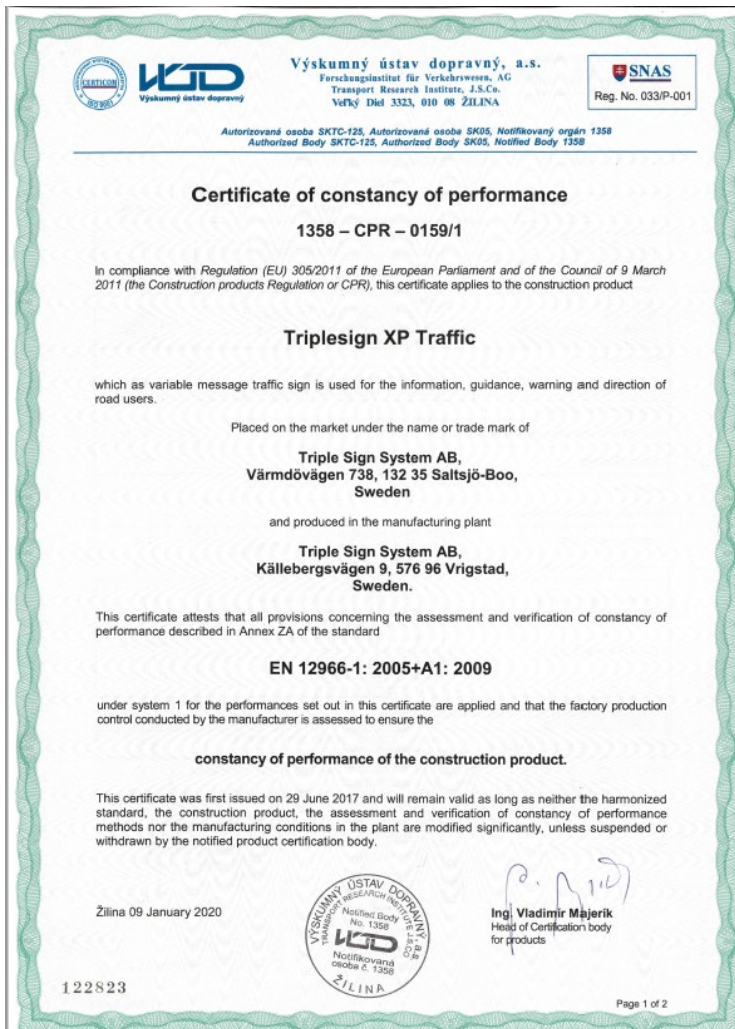 CERTICON
ISO 9001
VÚD
Výskumný ústav dopravný
Výskumný ústav dopravný, a.s.
Forschungsinstitut für Verkehrswesen, AG
Transport Research Institute, J.S.Co.
Veľký Diel 3323, 010 08 ŽILINA
SNAS
Reg. No. 033/P-001
Autorizovaná osoba SKTC-125, Autorizovaná osoba SK05, Notifikovaný orgán 1358
Authorized Body SKTC-125, Authorized Body SK05, Notified Body 1358
Certificate of constancy of performance
1358 – CPR – 0159/1
In compliance with Regulation (EU) 305/2011 of the European Parliament and of the Council of 9 March
2011 (the Construction products Regulation or CPR), this certificate applies to the construction product
Triplesign XP Traffic
which as variable message traffic sign is used for the information, guidance, warning and direction of
road users.
Placed on the market under the name or trade mark of
Triple Sign System AB,
Värmdövägen 738, 132 35 Saltsjö-Boo,
Sweden
and produced in the manufacturing plant
Triple Sign System AB,
Källebergsvägen 9, 576 96 Vrigstad,
Sweden.
This certificate attests that all provisions concerning the assessment and verification of constancy of
performance described in Annex ZA of the standard
EN 12966-1: 2005+A1: 2009
under system 1 for the performances set out in this certificate are applied and that the factory production
control conducted by the manufacturer is assessed to ensure the
constancy of performance of the construction product.
This certificate was first issued on 29 June 2017 and will remain valid as long as neither the harmonized
standard, the construction product, the assessment and verification of constancy of performance
methods nor the manufacturing conditions in the plant are modified significantly, unless suspended or
withdrawn by the notified product certification body.
Žilina 09 January 2020
VÝSKUMNÝ ÚSTAV DOPRAVNÝ, a.s.
TRANSPORT RESEARCH INSTITUTE J.S.CO
Notified Body
No. 1358
VÚD
Notifikovaná
osoba č. 1358
ŽILINA
Ing. Vladimír Majerík
Head of Certification body
for products
122823
Page 1 of 2